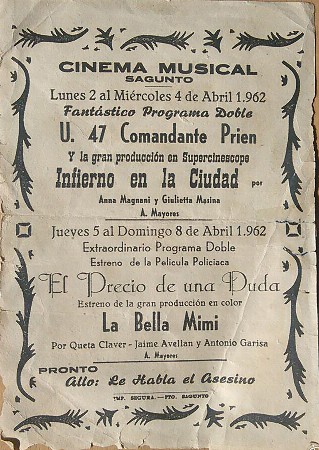 CINEMA MUSICAL
SAGUNTO
Lunes 2 al Miércoles 4 de Abril 1.962
Fantástico Programa Doble
U. 47 Comandante Prien
Y la gran producción en Supercinescope
Infierno en la Ciudad por
Anna Magnani y Giulietta Masina
A. Mayores
Jueves 5 al Domingo 8 de Abril 1.962
Extraordinario Programa Doble
Estreno de la Pelicula Policiaca
El Precio de una Duda
Estreno de la gran producción en color
La Bella Mimi
Por Queta Claver - Jaime Avellan y Antonio Garisa
A. Mayores
PRONTO
Allo: Le Habla el Asesino
IMP. SEGURA.—PTO. SAGUNTO